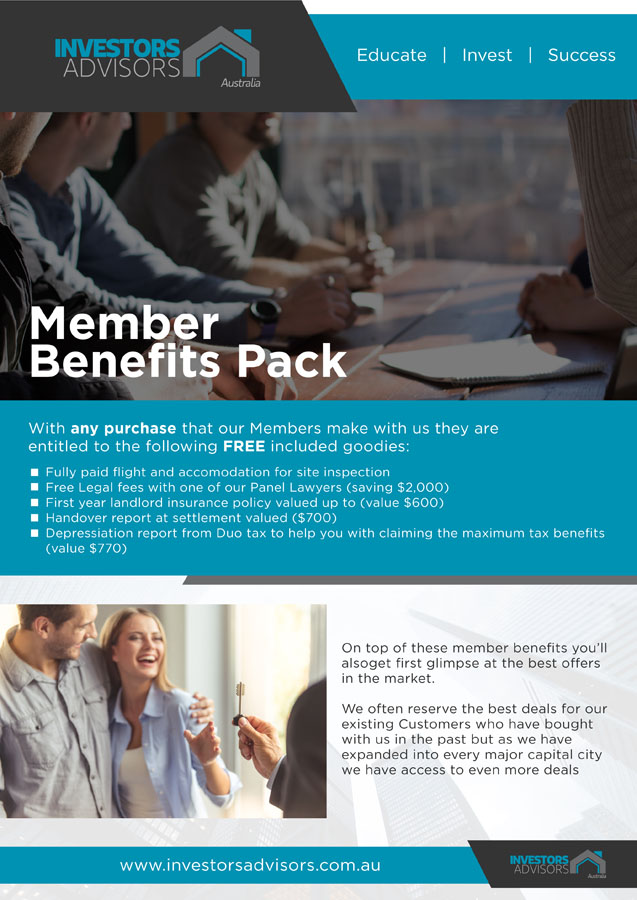 INVESTORS
ADVISORS
Australia
Educate | Invest | Success
Member
Benefits Pack
With any purchase that our Members make with us they are
entitled to the following FREE included goodies:
Fully paid flight and accomodation for site inspection
Free Legal fees with one of our Panel Lawyers (saving $2,000)
First year landlord insurance policy valued up to (value $600)
Handover report at settlement valued ($700)
Depressiation report from Duo tax to help you with claiming the maximum tax benefits
(value $770)
On top of these member benefits you'll
alsoget first glimpse at the best offers
in the market.
We often reserve the best deals for our
existing Customers who have bought
with us in the past but as we have
expanded into every major capital city
we have access to even more deals
www.investorsadvisors.com.au
INVESTORS
ADVISORS
Australia